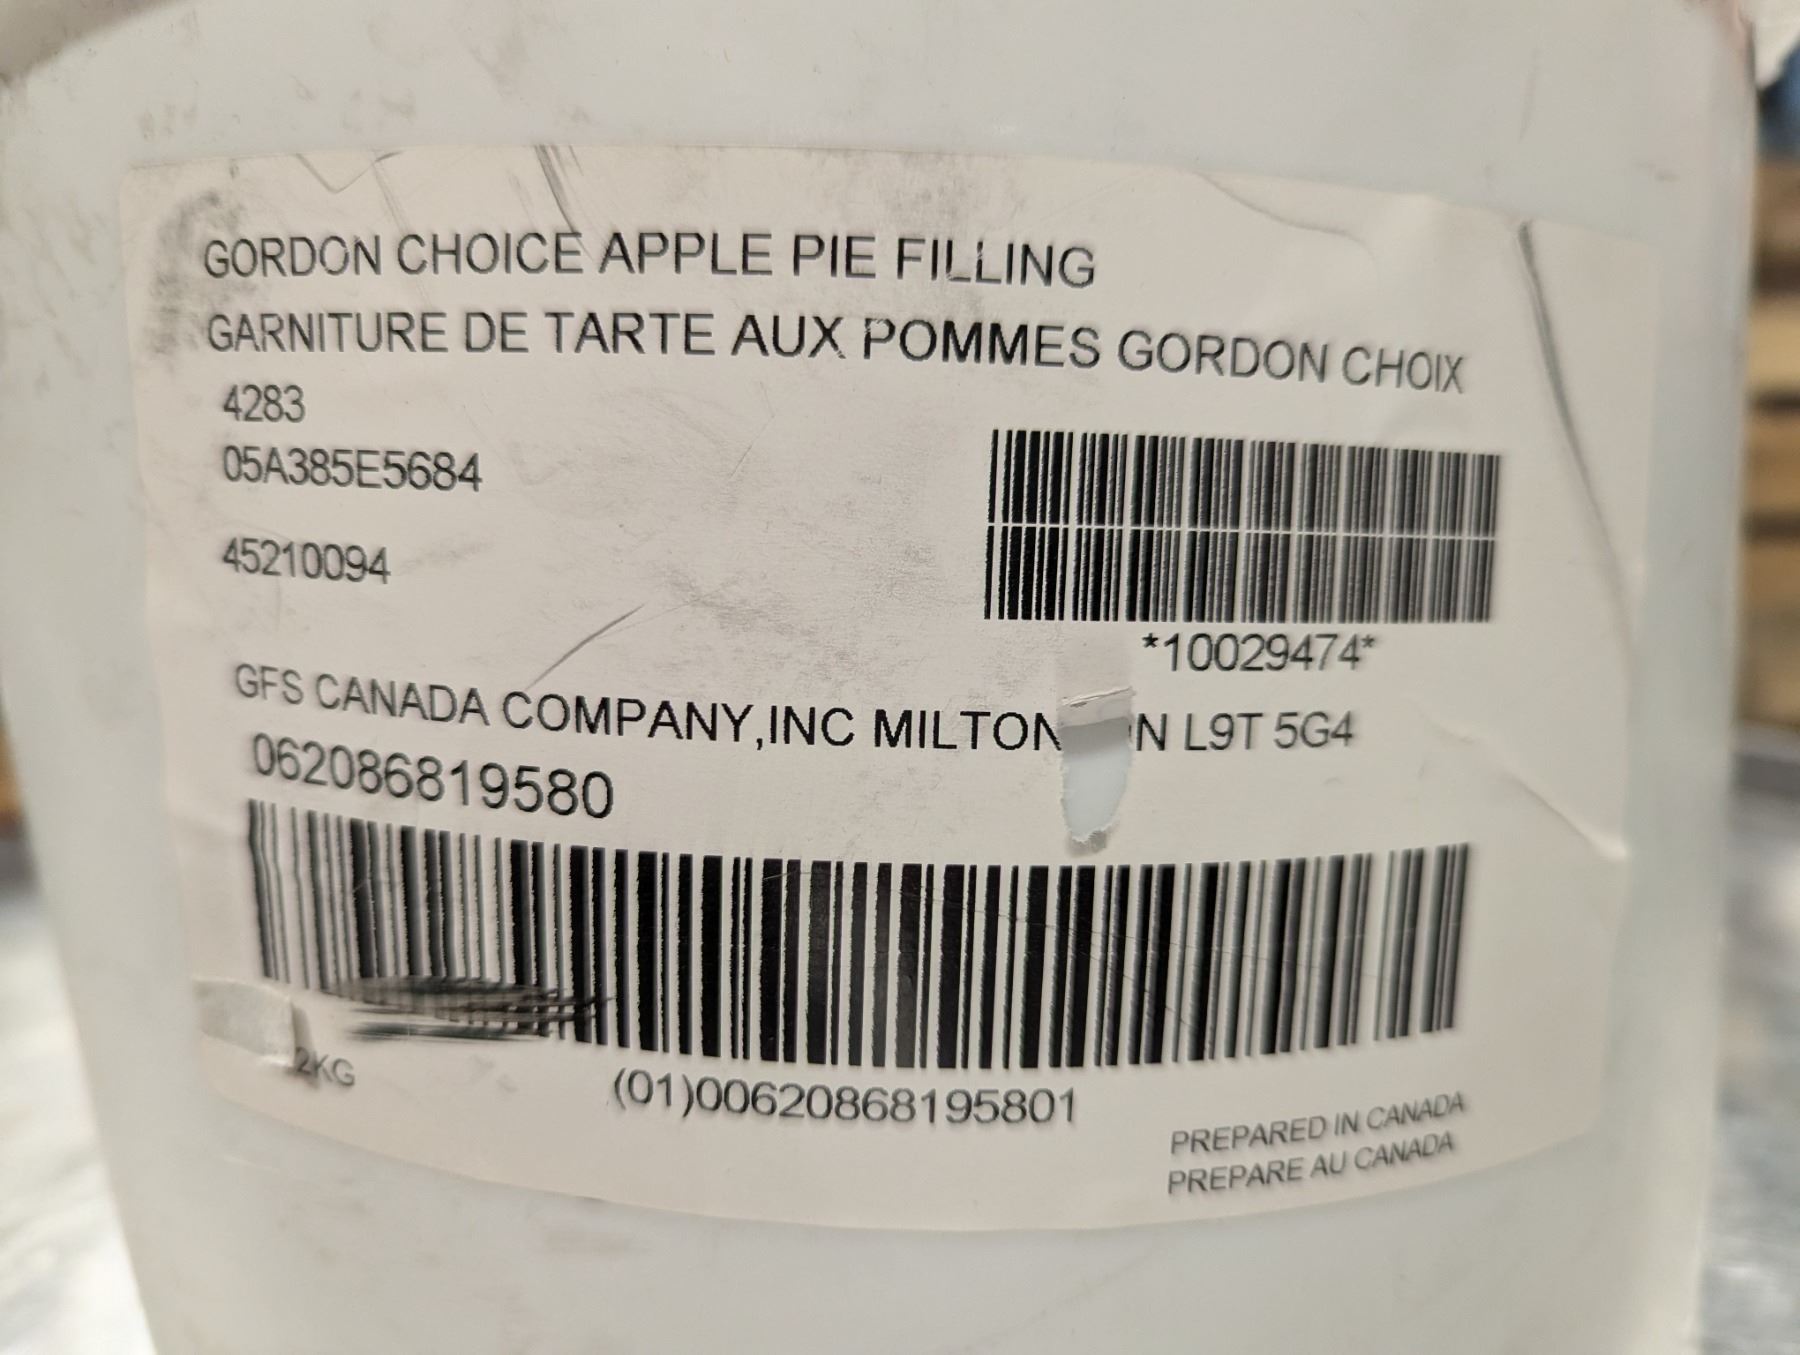 GORDON CHOICE APPLE PIE FILLING
GARNITURE DE TARTE AUX POMMES GORDON CHOIX
4283
05A385E5684
45210094
*10029474*
GFS CANADA COMPANY,INC MILTON N L9T 5G4
062086819580
2KG
(01)00620868195801
PREPARED IN CANADA
PREPARE AU CANADA